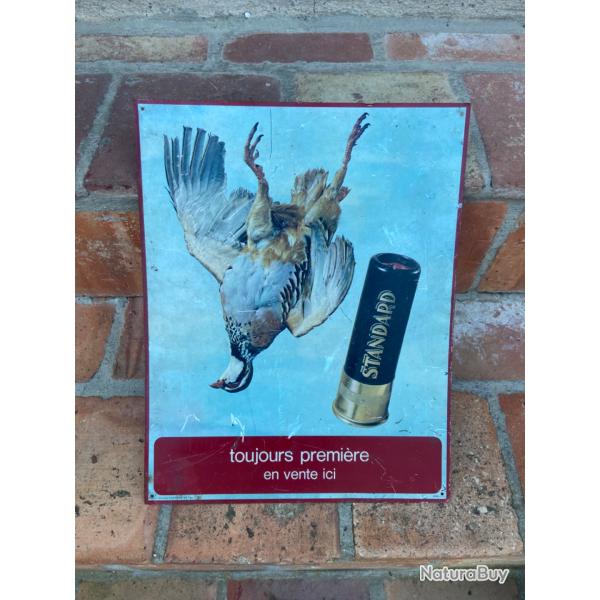 STANDARD
toujours première
en vente ici
NaturaBuy